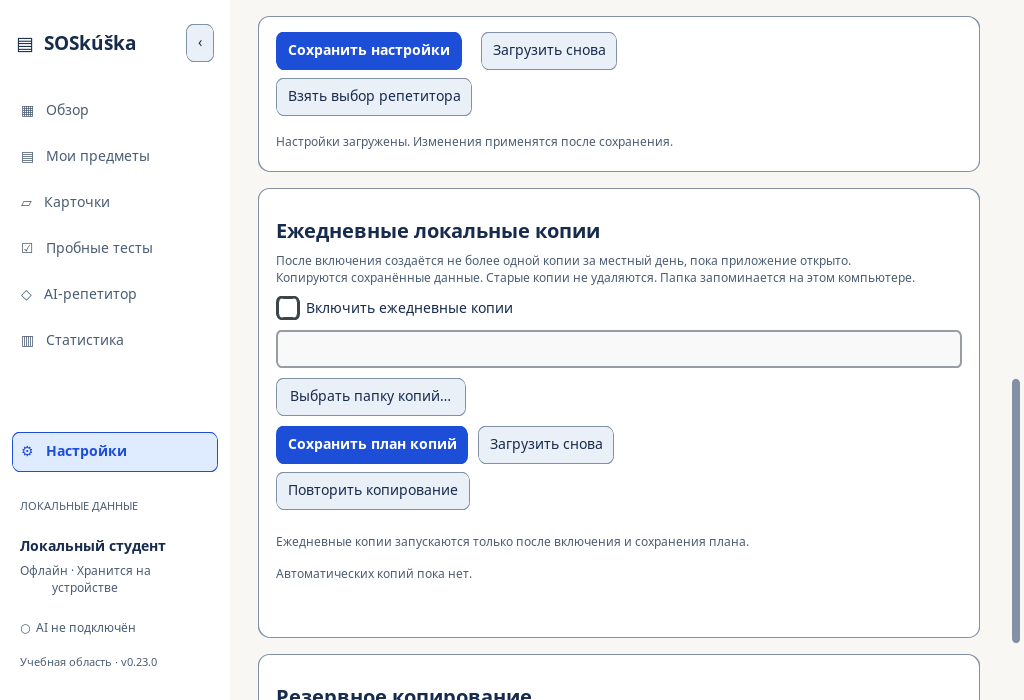 SOSkúška
‹
Обзор
Мои предметы
Карточки
Пробные тесты
AI-репетитор
Статистика
Настройки
ЛОКАЛЬНЫЕ ДАННЫЕ
Локальный студент
Офлайн · Хранится на
устройстве
AI не подключён
Учебная область · v0.23.0
Сохранить настройки
Загрузить снова
Взять выбор репетитора
Настройки загружены. Изменения применятся после сохранения.
Ежедневные локальные копии
После включения создаётся не более одной копии за местный день, пока приложение открыто.
Копируются сохранённые данные. Старые копии не удаляются. Папка запоминается на этом компьютере.
Включить ежедневные копии
Выбрать папку копий…
Сохранить план копий
Загрузить снова
Повторить копирование
Ежедневные копии запускаются только после включения и сохранения плана.
Автоматических копий пока нет.
Резервное копирование